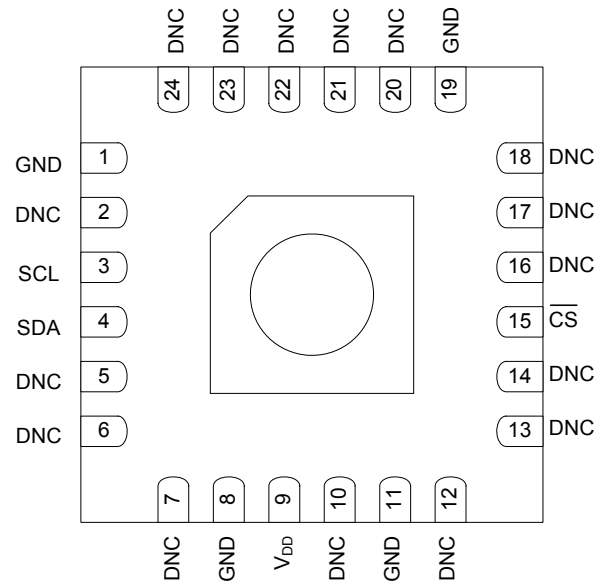 DNC DNC DNC DNC DNC GND
24 23 22 21 20 19
GND 1 18 DNC
DNC 2 17 DNC
SCL 3 16 DNC
SDA 4 15 C̅S̅
DNC 5 14 DNC
DNC 6 13 DNC
7 8 9 10 11 12
DNC GND VDD DNC GND DNC